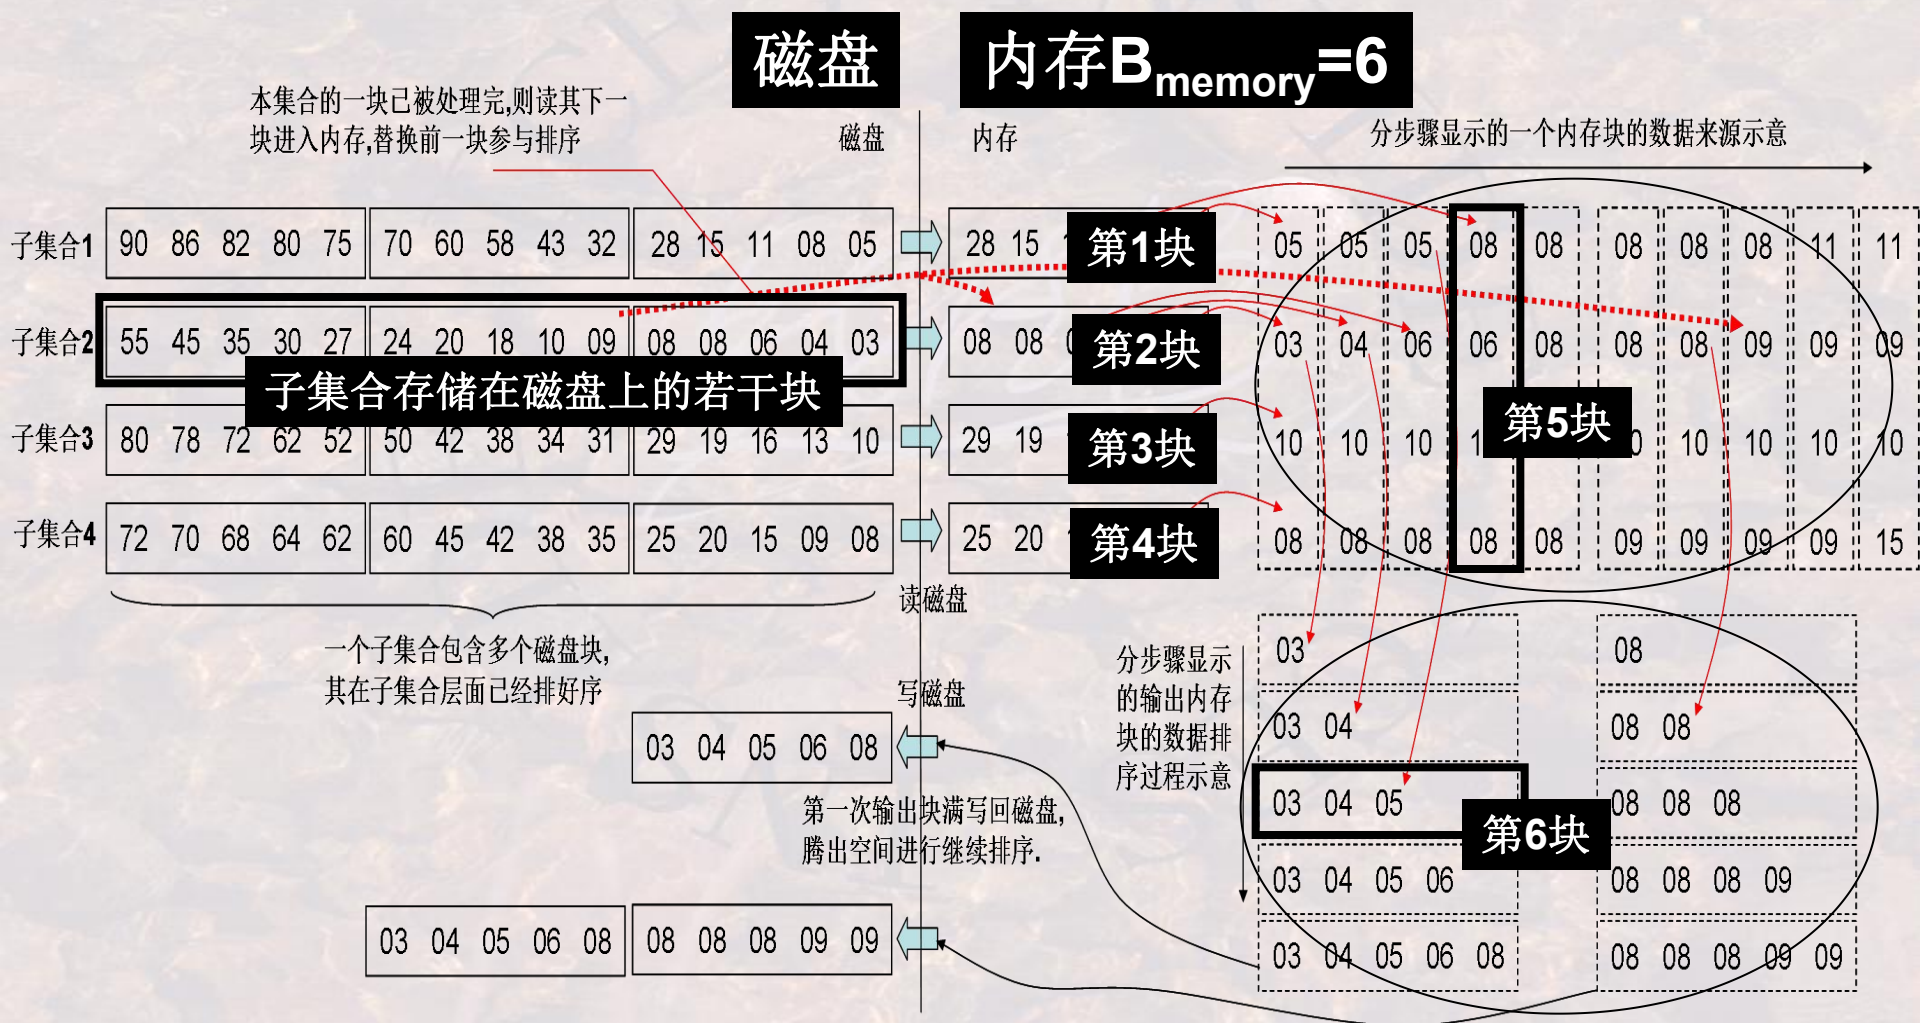 磁盘
内存Bmemory=6
本集合的一块已被处理完,则读其下一
块进入内存,替换前一块参与排序
磁盘
内存
分步骤显示的一个内存块的数据来源示意
子集合1 90 86 82 80 75 70 60 58 43 32 28 15 11 08 05 28 15 第1块 05 05 05 08 08 08 08 08 11 11
子集合2 55 45 35 30 27 24 20 18 10 09 08 08 06 04 03 08 08 第2块 03 04 06 06 08 08 08 09 09 09
子集合存储在磁盘上的若干块
第5块
子集合3 80 78 72 62 52 50 42 38 34 31 29 19 16 13 10 29 19 第3块 10 10 10 10 10 10 10
子集合4 72 70 68 64 62 60 45 42 38 35 25 20 15 09 08 25 20 第4块 08 08 08 08 08 09 09 09 09 15
读磁盘
一个子集合包含多个磁盘块,
其在子集合层面已经排好序
写磁盘
03 04 05 06 08
第一次输出块满写回磁盘,
腾出空间进行继续排序.
03 04 05 06 08 08 08 08 09 09
分步骤显示
的输出内存
块的数据排
序过程示意
03
03 04
03 04 05
第6块
03 04 05 06
03 04 05 06 08
08
08 08
08 08 08
08 08 08 09
08 08 08 09 09